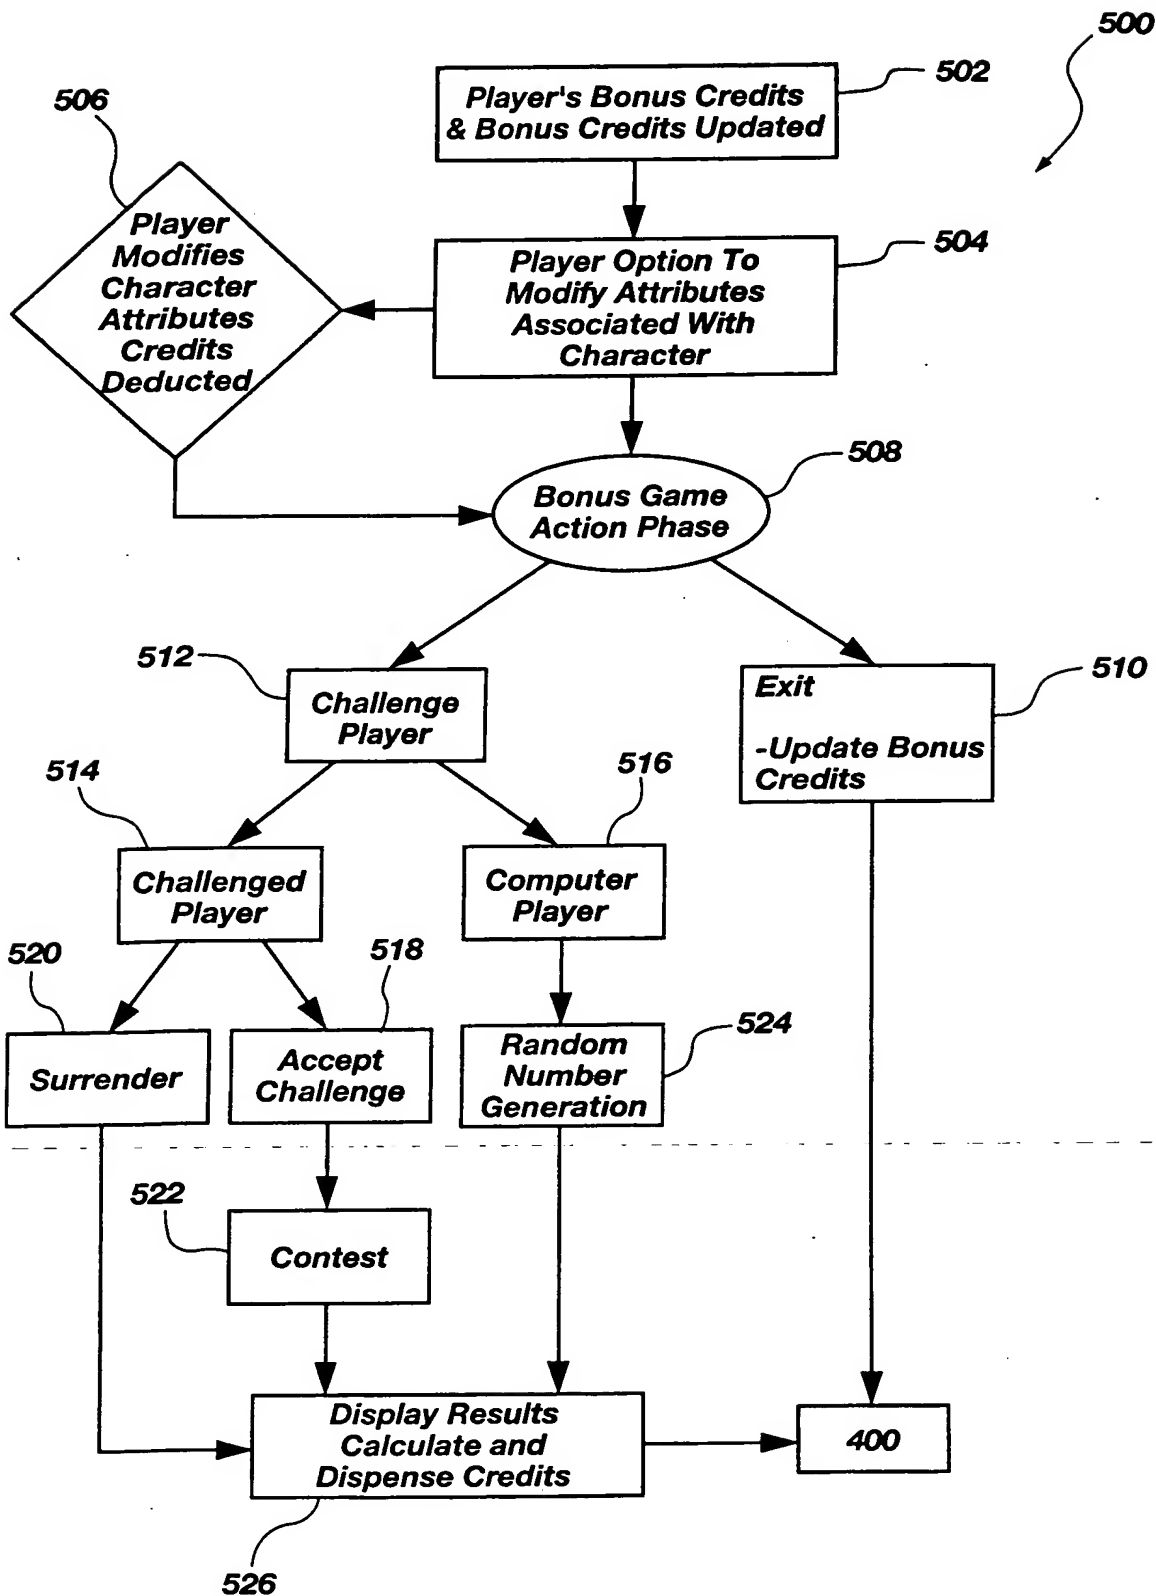 500
502
Player's Bonus Credits
& Bonus Credits Updated
506
Player
Modifies
Character
Attributes
Credits
Deducted
504
Player Option To
Modify Attributes
Associated With
Character
508
Bonus Game
Action Phase
512
Challenge
Player
510
Exit
-Update Bonus
Credits
514
Challenged
Player
516
Computer
Player
520
Surrender
518
Accept
Challenge
524
Random
Number
Generation
522
Contest
Display Results
Calculate and
Dispense Credits
400
526